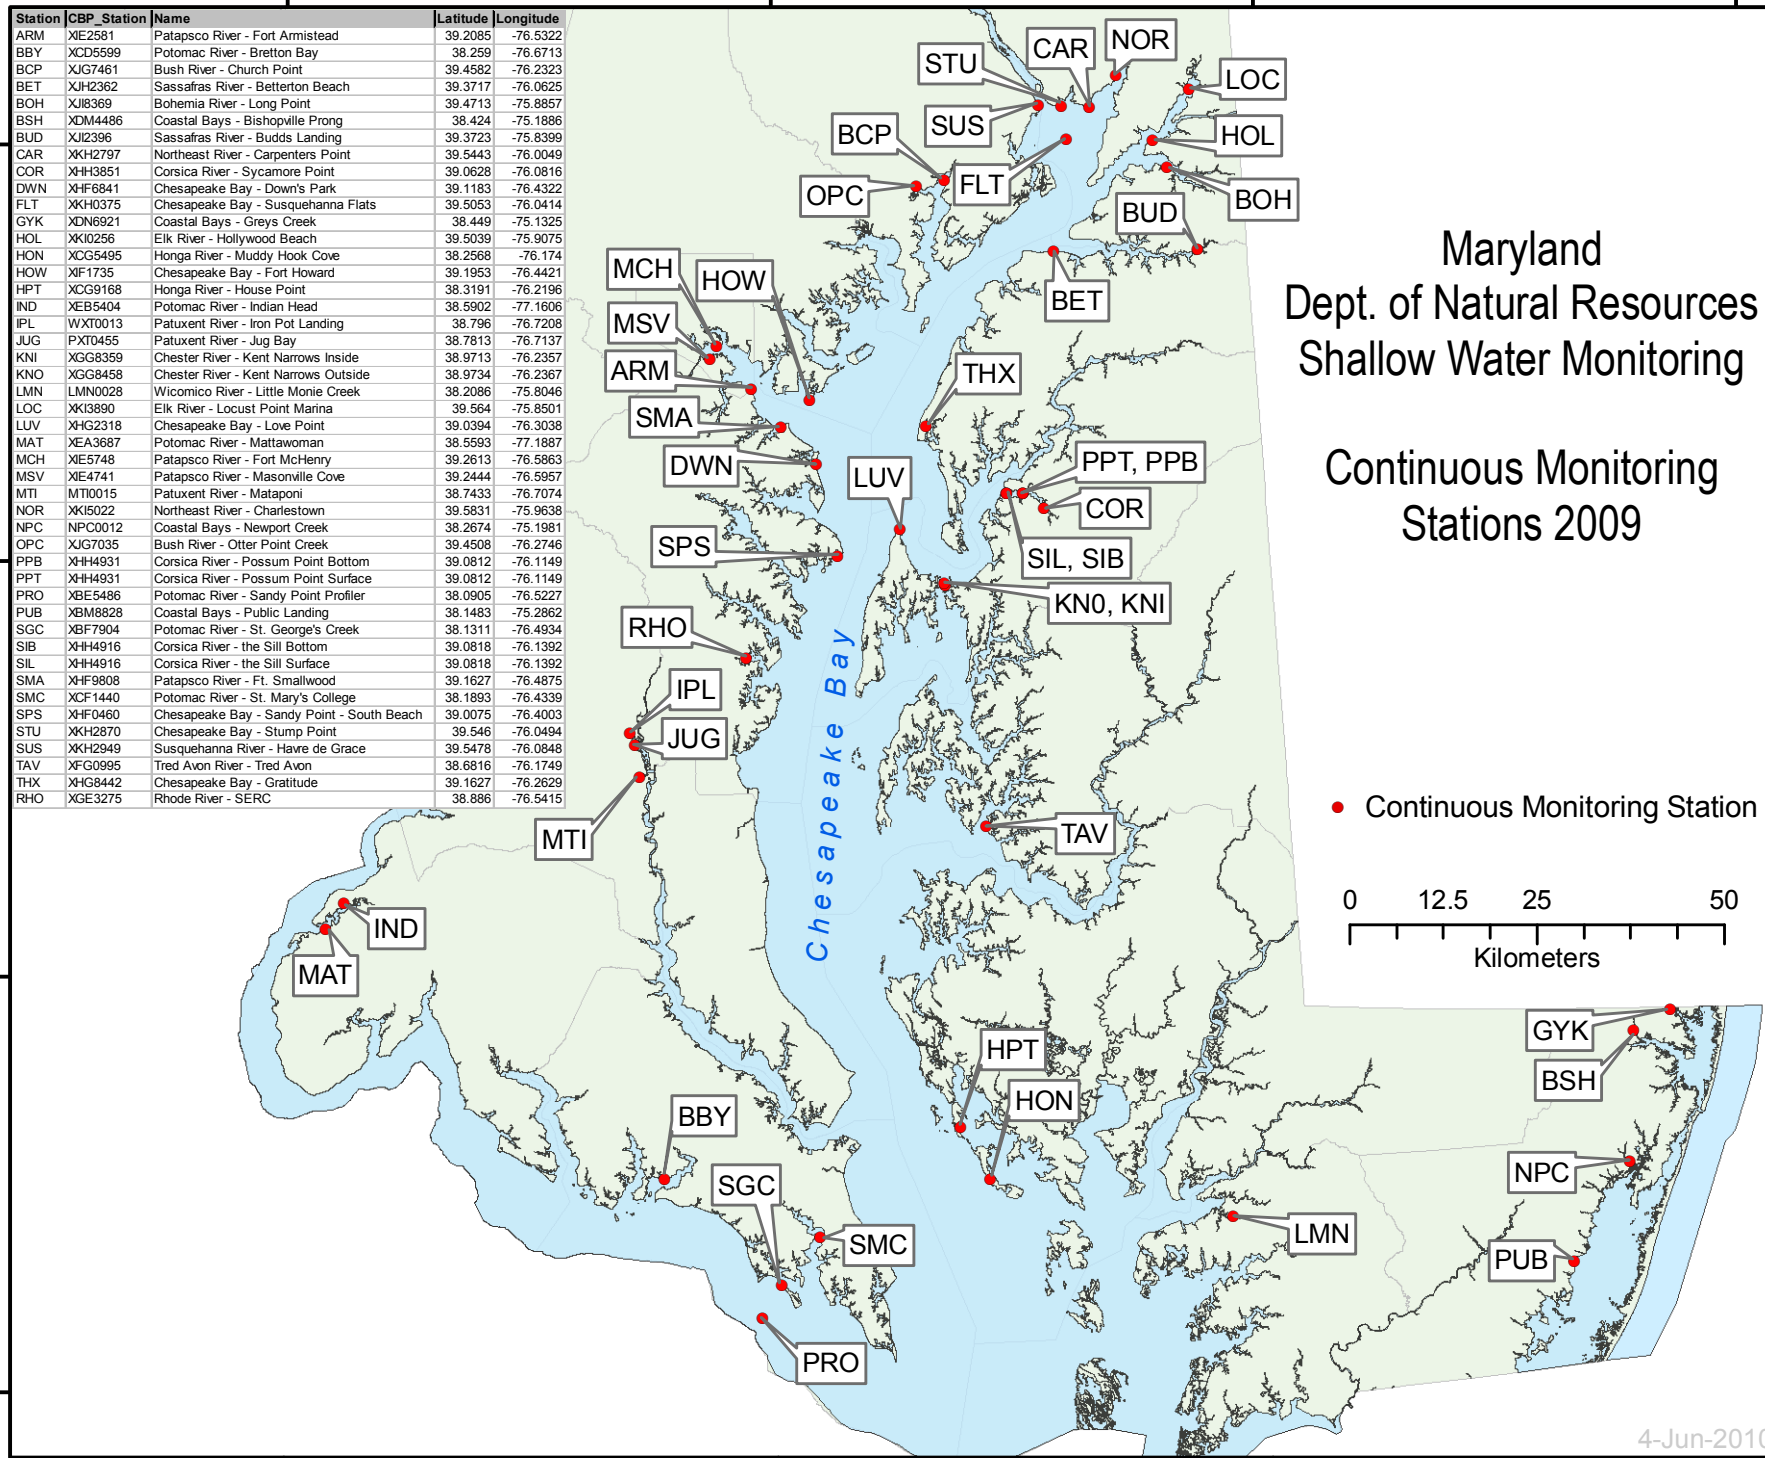 Station CBP_Station Name Latitude Longitude
ARM XIE2581 Patapsco River - Fort Armistead 39.2085 -76.5322
BBY XCD5599 Potomac River - Bretton Bay 38.259 -76.6713
BCP XJG7461 Bush River - Church Point 39.4582 -76.2323
BET XJH2362 Sassafras River - Betterton Beach 39.3717 -76.0625
BOH XJI8369 Bohemia River - Long Point 39.4713 -75.8857
BSH XDM4486 Coastal Bays - Bishopville Prong 38.424 -75.1886
BUD XJI2396 Sassafras River - Budds Landing 39.3723 -75.8399
CAR XKH2797 Northeast River - Carpenters Point 39.5443 -76.0049
COR XHH3851 Corsica River - Sycamore Point 39.0628 -76.0816
DWN XHF6841 Chesapeake Bay - Down's Park 39.1183 -76.4322
FLT XKH0375 Chesapeake Bay - Susquehanna Flats 39.5053 -76.0414
GYK XDN6921 Coastal Bays - Greys Creek 38.449 -75.1325
HOL XKI0256 Elk River - Hollywood Beach 39.5039 -75.9075
HON XCG5495 Honga River - Muddy Hook Cove 38.2568 -76.174
HOW XIF1735 Chesapeake Bay - Fort Howard 39.1953 -76.4421
HPT XCG9168 Honga River - House Point 38.3191 -76.2196
IND XEB5404 Potomac River - Indian Head 38.5902 -77.1606
IPL WXT0013 Patuxent River - Iron Pot Landing 38.796 -76.7208
JUG PXT0455 Patuxent River - Jug Bay 38.7813 -76.7137
KNI XGG8359 Chester River - Kent Narrows Inside 38.9713 -76.2357
KNO XGG8458 Chester River - Kent Narrows Outside 38.9734 -76.2367
LMN LMN0028 Wicomico River - Little Monie Creek 38.2086 -75.8046
LOC XKI3890 Elk River - Locust Point Marina 39.564 -75.8501
LUV XHG2318 Chesapeake Bay - Love Point 39.0394 -76.3038
MAT XEA3687 Potomac River - Mattawoman 38.5593 -77.1887
MCH XIE5748 Patapsco River - Fort McHenry 39.2613 -76.5863
MSV XIE4741 Patapsco River - Masonville Cove 39.2444 -76.5957
MTI MTI0015 Patuxent River - Mataponi 38.7433 -76.7074
NOR XKI5022 Northeast River - Charlestown 39.5831 -75.9638
NPC NPC0012 Coastal Bays - Newport Creek 38.2674 -75.1981
OPC XJG7035 Bush River - Otter Point Creek 39.4508 -76.2746
PPB XHH4931 Corsica River - Possum Point Bottom 39.0812 -76.1149
PPT XHH4931 Corsica River - Possum Point Surface 39.0812 -76.1149
PRO XBE5486 Potomac River - Sandy Point Profiler 38.0905 -76.5227
PUB XBM8828 Coastal Bays - Public Landing 38.1483 -75.2862
SGC XBF7904 Potomac River - St. George's Creek 38.1311 -76.4934
SIB XHH4916 Corsica River - the Sill Bottom 39.0818 -76.1392
SIL XHH4916 Corsica River - the Sill Surface 39.0818 -76.1392
SMA XHF9808 Patapsco River - Ft. Smallwood 39.1627 -76.4875
SMC XCF1440 Potomac River - St. Mary's College 38.1893 -76.4339
SPS XHF0460 Chesapeake Bay - Sandy Point - South Beach 39.0075 -76.4003
STU XKH2870 Chesapeake Bay - Stump Point 39.546 -76.0494
SUS XKH2949 Susquehanna River - Havre de Grace 39.5478 -76.0848
TAV XFG0995 Tred Avon River - Tred Avon 38.6816 -76.1749
THX XHG8442 Chesapeake Bay - Gratitude 39.1627 -76.2629
RHO XGE3275 Rhode River - SERC 38.886 -76.5415
NOR
CAR
STU
LOC
SUS
BCP
HOL
FLT
OPC
BOH
BUD
MCH
HOW
BET
MSV
ARM
THX
SMA
DWN
PPT, PPB
LUV
COR
SPS
SIL, SIB
KN0, KNI
RHO
IPL
JUG
MTI
TAV
Chesapeake Bay
IND
MAT
HPT
HON
BBY
SGC
SMC
PRO
LMN
GYK
BSH
NPC
PUB
Maryland
Dept. of Natural Resources
Shallow Water Monitoring
Continuous Monitoring
Stations 2009
Continuous Monitoring Station
0 12.5 25 50
Kilometers
4-Jun-2010